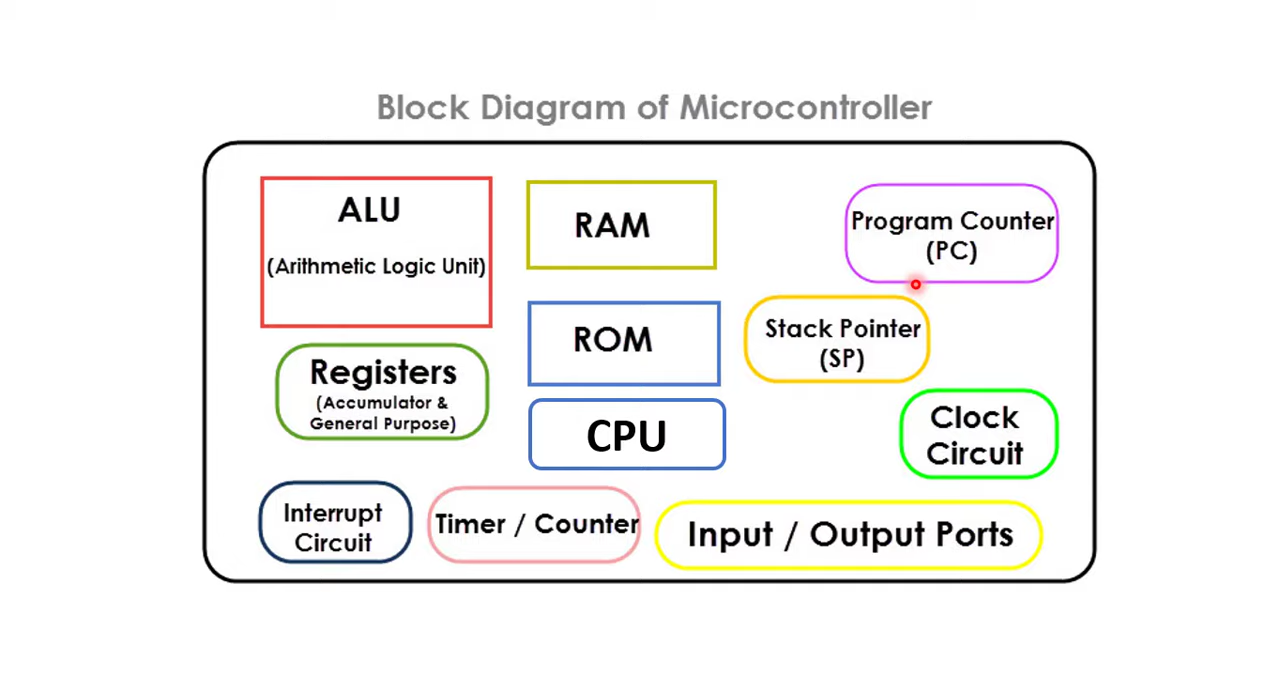 Block Diagram of Microcontroller
ALU
(Arithmetic Logic Unit)
RAM
Program Counter
(PC)
ROM
Stack Pointer
(SP)
Registers
(Accumulator &
General Purpose)
CPU
Clock
Circuit
Interrupt
Circuit
Timer / Counter
Input / Output Ports